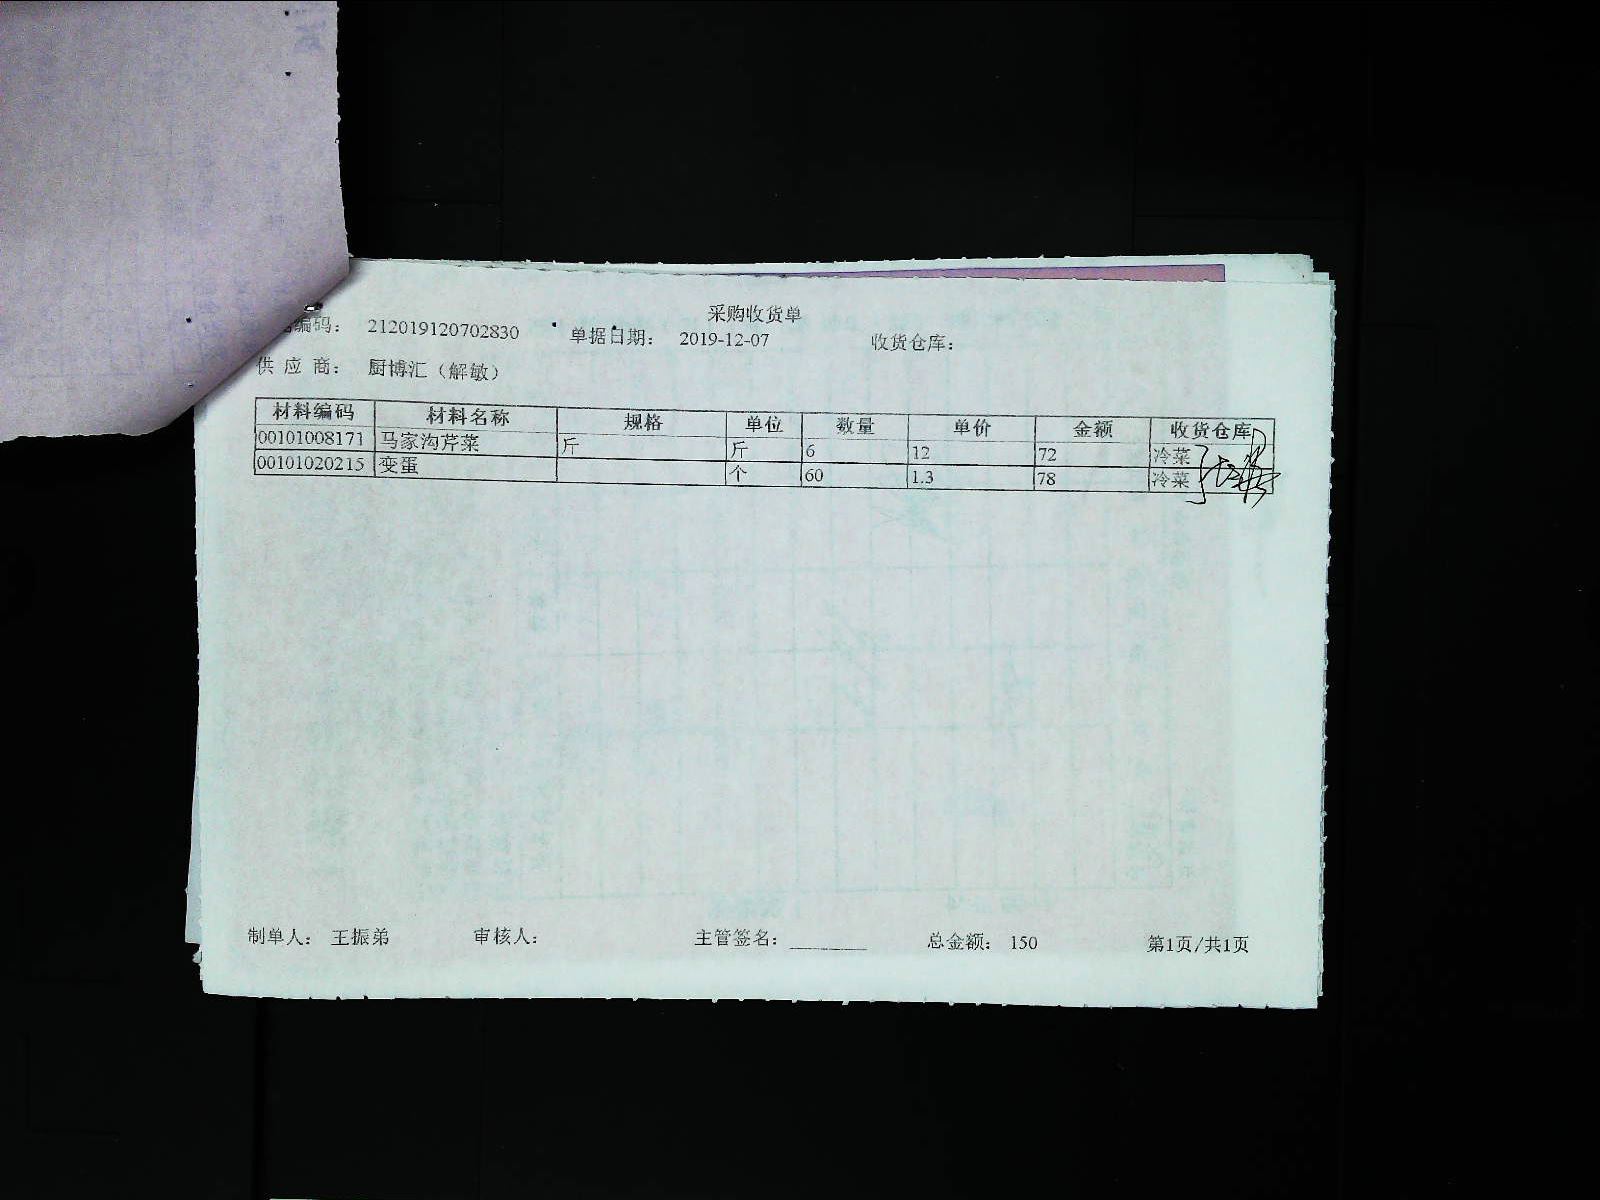 采购收货单
编码： 212019120702830 单据日期： 2019-12-07 收货仓库：
供 应 商： 厨博汇（解敏）
材料编码 材料名称 规格 单位 数量 单价 金额 收货仓库
00101008171 马家沟芹菜 斤 斤 6 12 72 冷菜
00101020215 变蛋 个 60 1.3 78 冷菜
制单人： 王振弟 审核人： 主管签名： ________ 总金额： 150 第1页/共1页